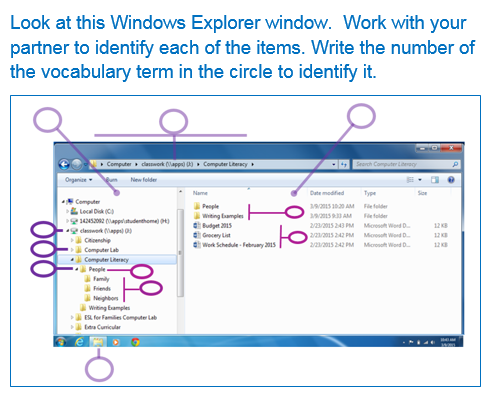 Look at this Windows Explorer window. Work with your
partner to identify each of the items. Write the number of
the vocabulary term in the circle to identify it.
Computer ▸ classwork (\\apps) (J:) ▸ Computer Literacy ▸
Search Computer Literacy
Organize Burn New folder
Name Date modified Type Size
Computer
Local Disk (C:)
142452092 (\\apps\studenthome) (H:)
classwork (\\apps) (J:)
Citizenship
Computer Lab
Computer Literacy
People
Family
Friends
Neighbors
Writing Examples
ESL for Families Computer Lab
Extra Curricular
People 3/9/2015 10:20 AM File folder
Writing Examples 3/9/2015 9:33 AM File folder
Budget 2015 2/23/2015 2:43 PM Microsoft Word D... 12 KB
Grocery List 2/23/2015 2:42 PM Microsoft Word D... 12 KB
Work Schedule - February 2015 2/23/2015 2:42 PM Microsoft Word D... 12 KB